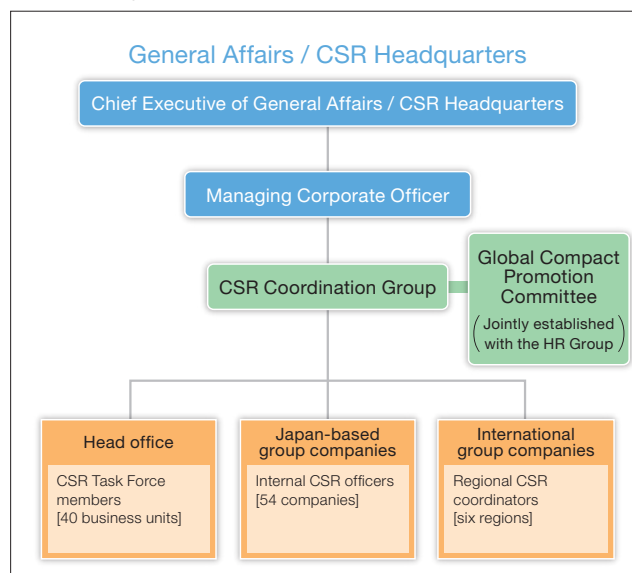 General Affairs / CSR Headquarters
Chief Executive of General Affairs / CSR Headquarters
Managing Corporate Officer
CSR Coordination Group
Global Compact
Promotion
Committee
(Jointly established
with the HR Group)
Head office
CSR Task Force
members
[40 business units]
Japan-based
group companies
Internal CSR officers
[54 companies]
International
group companies
Regional CSR
coordinators
[six regions]